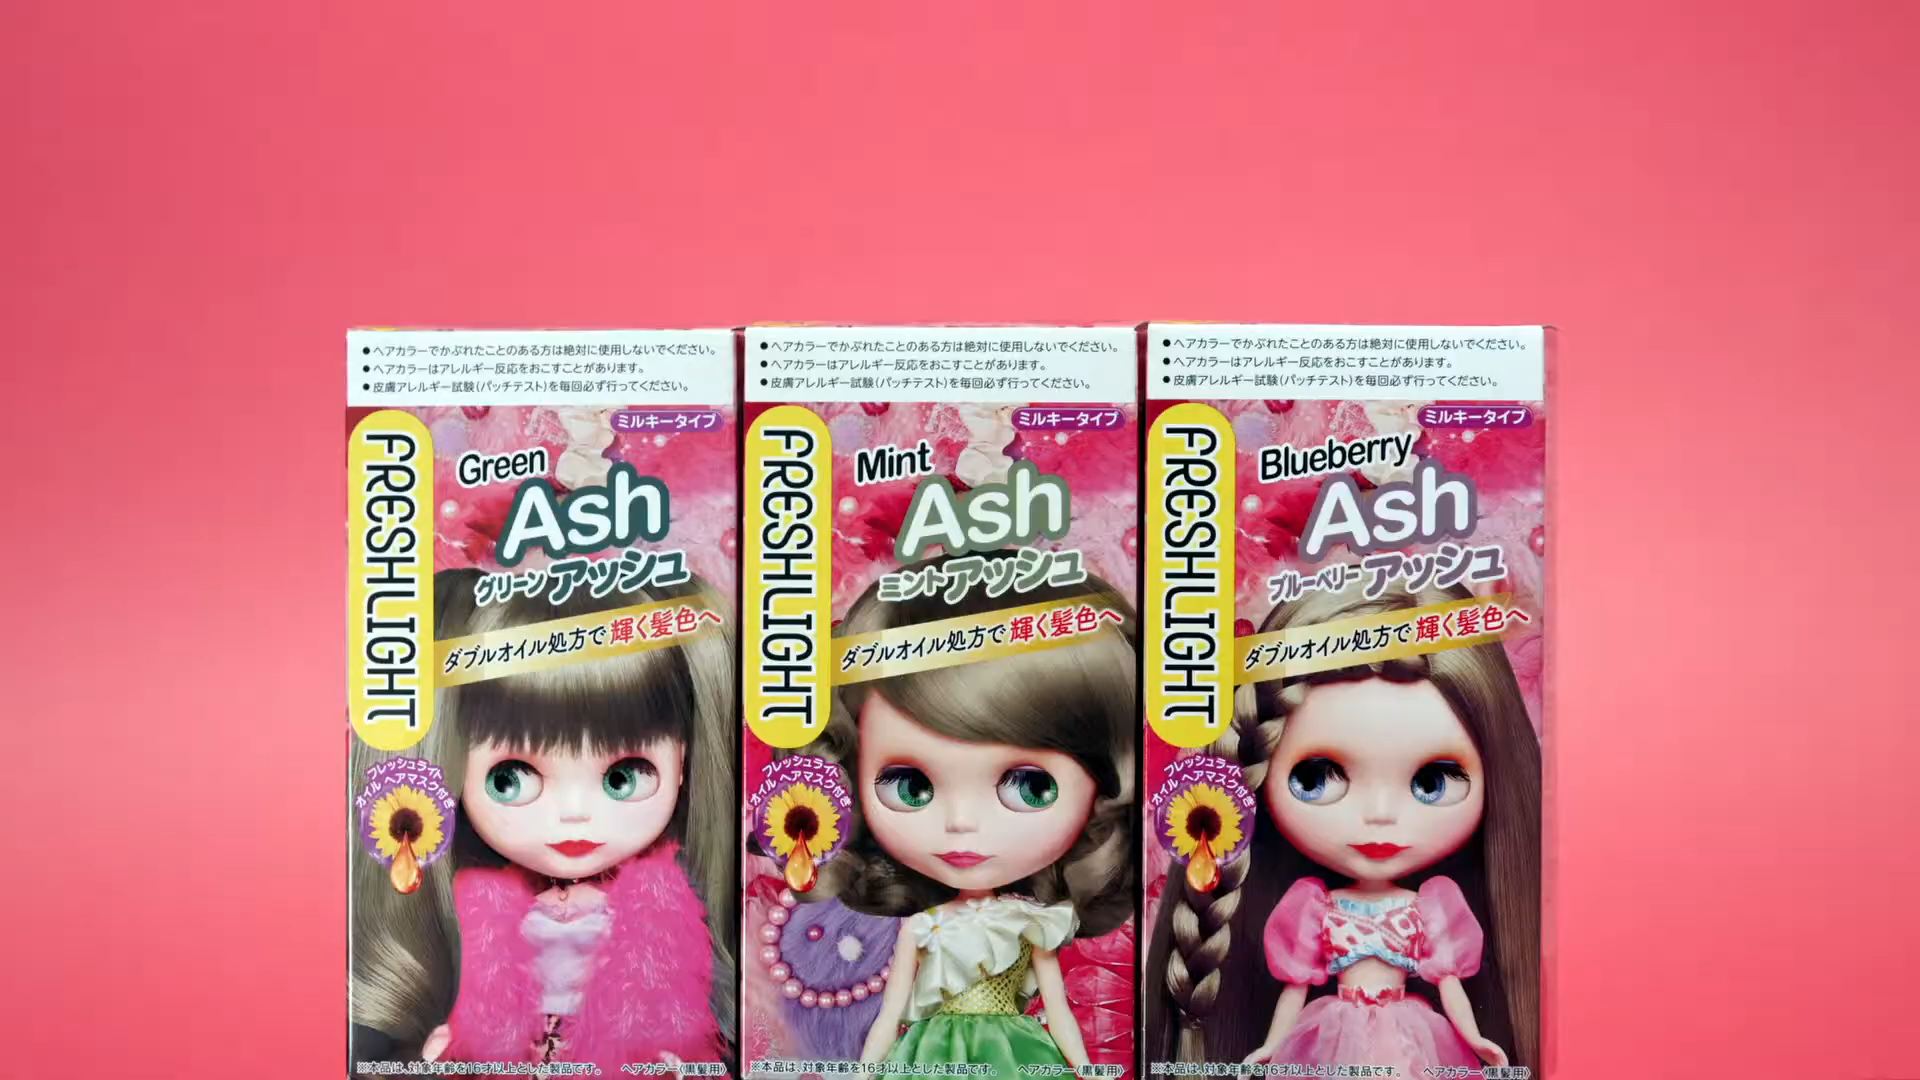 ●ヘアカラーでかぶれたことのある方は絶対に使用しないでください。
●ヘアカラーはアレルギー反応をおこすことがあります。
●皮膚アレルギー試験(パッチテスト)を毎回必ず行ってください。
ミルキータイプ
FRESHLIGHT
Green
Ash
グリーンアッシュ
ダブルオイル処方で輝く髪色へ
フレッシュライト
オイルヘアマスク付き
※本品は、対象年齢を16才以上とした製品です。 ヘアカラー〈黒髪用〉
●ヘアカラーでかぶれたことのある方は絶対に使用しないでください。
●ヘアカラーはアレルギー反応をおこすことがあります。
●皮膚アレルギー試験(パッチテスト)を毎回必ず行ってください。
ミルキータイプ
FRESHLIGHT
Mint
Ash
ミントアッシュ
ダブルオイル処方で輝く髪色へ
フレッシュライト
オイルヘアマスク付き
※本品は、対象年齢を16才以上とした製品です。 ヘアカラー〈黒髪用〉
●ヘアカラーでかぶれたことのある方は絶対に使用しないでください。
●ヘアカラーはアレルギー反応をおこすことがあります。
●皮膚アレルギー試験(パッチテスト)を毎回必ず行ってください。
ミルキータイプ
FRESHLIGHT
Blueberry
Ash
ブルーベリーアッシュ
ダブルオイル処方で輝く髪色へ
フレッシュライト
オイルヘアマスク付き
※本品は、対象年齢を16才以上とした製品です。 ヘアカラー〈黒髪用〉